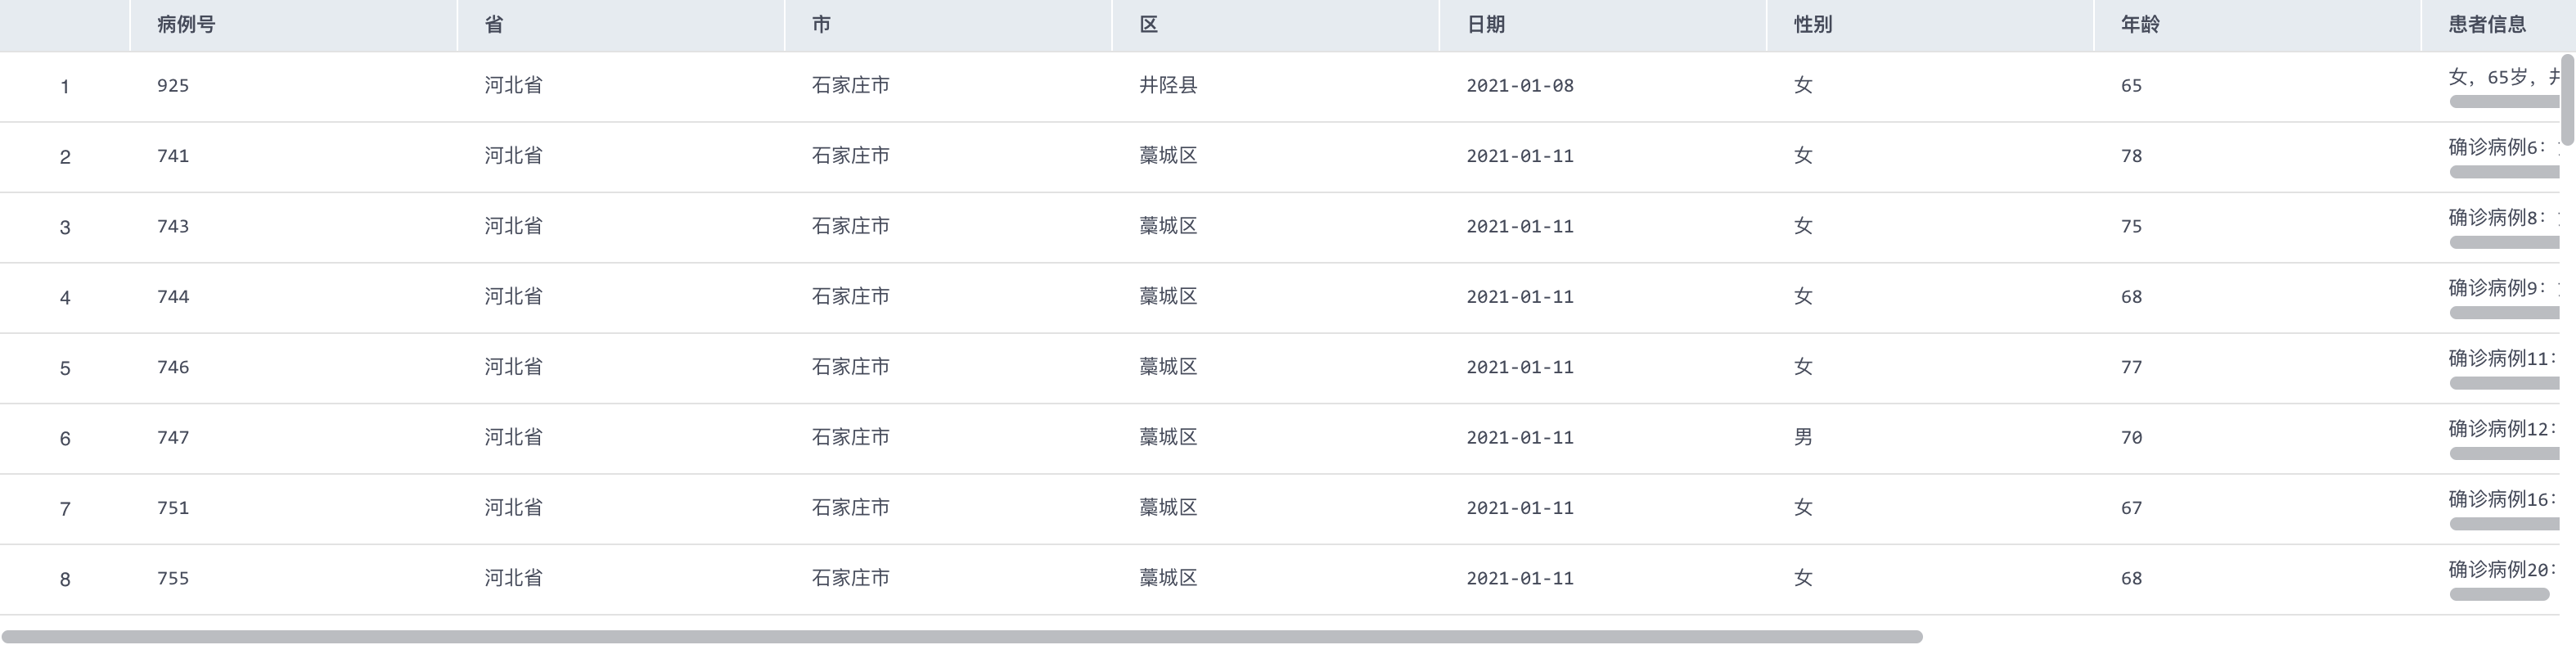 病例号 省 市 区 日期 性别 年龄 患者信息
1 925 河北省 石家庄市 井陉县 2021-01-08 女 65 女，65岁，
2 741 河北省 石家庄市 藁城区 2021-01-11 女 78 确诊病例6：
3 743 河北省 石家庄市 藁城区 2021-01-11 女 75 确诊病例8：
4 744 河北省 石家庄市 藁城区 2021-01-11 女 68 确诊病例9：
5 746 河北省 石家庄市 藁城区 2021-01-11 女 77 确诊病例11：
6 747 河北省 石家庄市 藁城区 2021-01-11 男 70 确诊病例12：
7 751 河北省 石家庄市 藁城区 2021-01-11 女 67 确诊病例16：
8 755 河北省 石家庄市 藁城区 2021-01-11 女 68 确诊病例20：